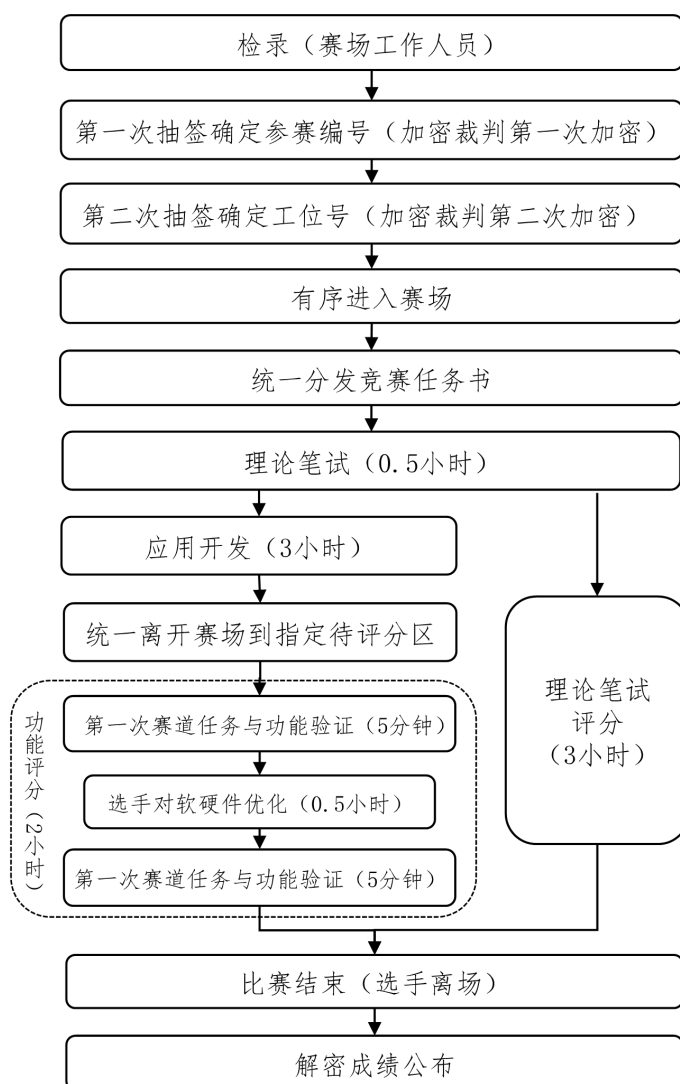 检录（赛场工作人员）
第一次抽签确定参赛编号（加密裁判第一次加密）
第二次抽签确定工位号（加密裁判第二次加密）
有序进入赛场
统一分发竞赛任务书
理论笔试（0.5小时）
应用开发（3小时）
统一离开赛场到指定待评分区
功能评分（2小时）
第一次赛道任务与功能验证（5分钟）
选手对软硬件优化（0.5小时）
第一次赛道任务与功能验证（5分钟）
理论笔试
评分
（3小时）
比赛结束（选手离场）
解密成绩公布